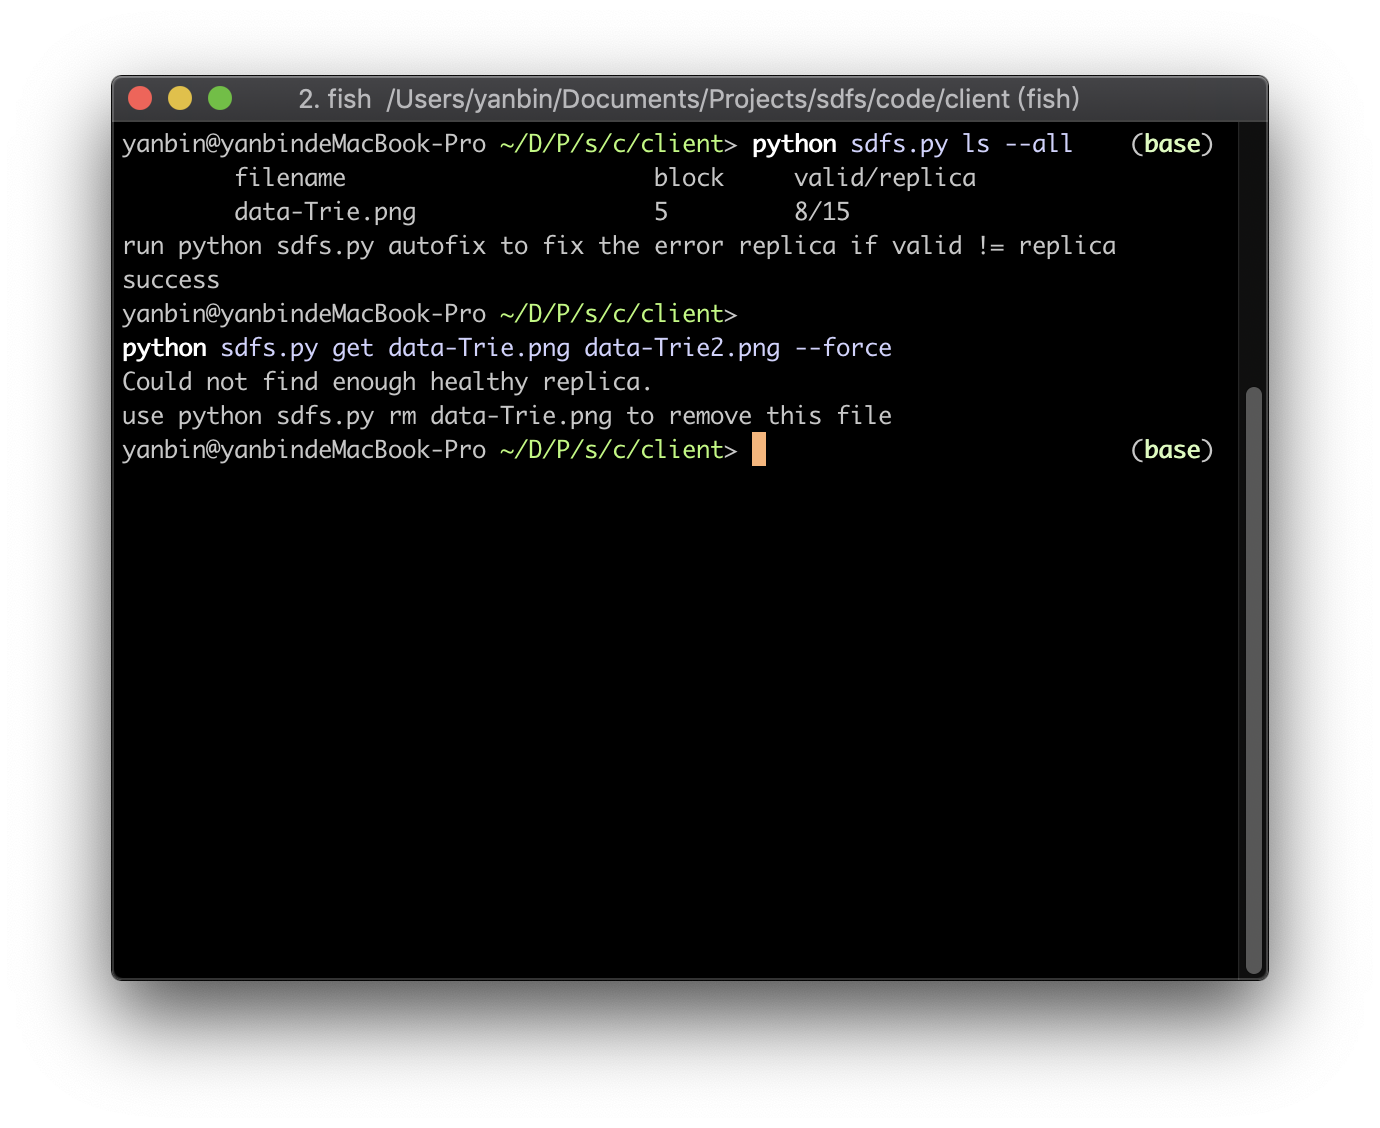 2. fish /Users/yanbin/Documents/Projects/sdfs/code/client (fish)
yanbin@yanbindeMacBook-Pro ~/D/P/s/c/client> python sdfs.py ls --all (base)
filename block valid/replica
data-Trie.png 5 8/15
run python sdfs.py autofix to fix the error replica if valid != replica
success
yanbin@yanbindeMacBook-Pro ~/D/P/s/c/client>
python sdfs.py get data-Trie.png data-Trie2.png --force
Could not find enough healthy replica.
use python sdfs.py rm data-Trie.png to remove this file
yanbin@yanbindeMacBook-Pro ~/D/P/s/c/client> (base)